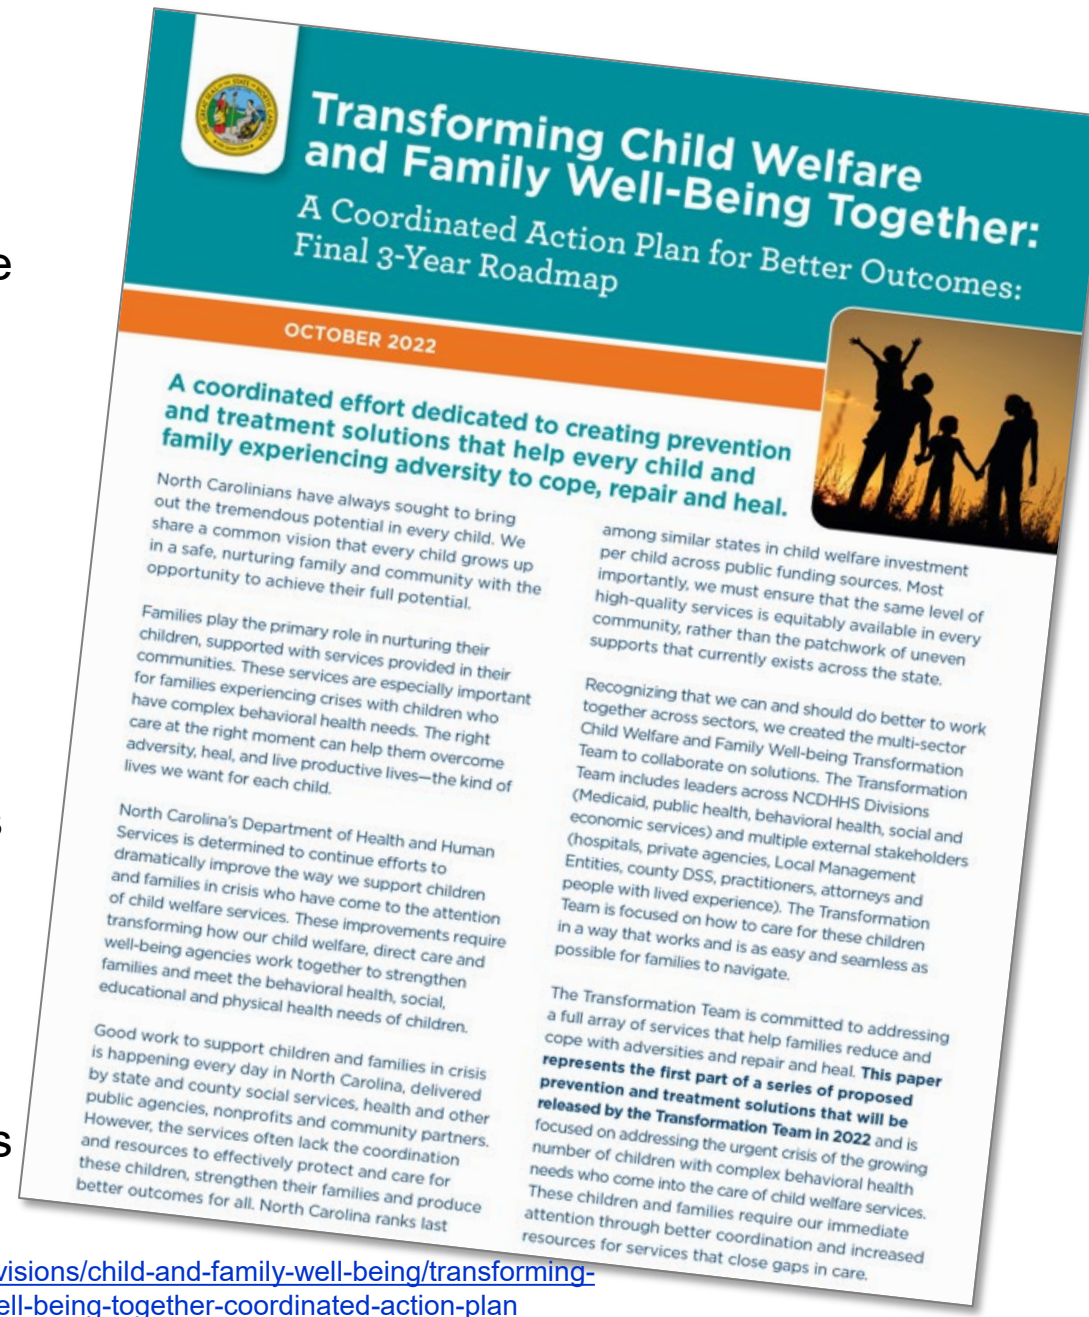 e
s
s
THE GREAT SEAL OF THE STATE OF NORTH CAROLINA
Transforming Child Welfare
and Family Well-Being Together:
A Coordinated Action Plan for Better Outcomes:
Final 3-Year Roadmap
OCTOBER 2022
A coordinated effort dedicated to creating prevention
and treatment solutions that help every child and
family experiencing adversity to cope, repair and heal.
North Carolinians have always sought to bring
out the tremendous potential in every child. We
share a common vision that every child grows up
in a safe, nurturing family and community with the
opportunity to achieve their full potential.
Families play the primary role in nurturing their
children, supported with services provided in their
communities. These services are especially important
for families experiencing crises with children who
have complex behavioral health needs. The right
care at the right moment can help them overcome
adversity, heal, and live productive lives—the kind of
lives we want for each child.
North Carolina's Department of Health and Human
Services is determined to continue efforts to
dramatically improve the way we support children
and families in crisis who have come to the attention
of child welfare services. These improvements require
transforming how our child welfare, direct care and
well-being agencies work together to strengthen
families and meet the behavioral health, social,
educational and physical health needs of children.
Good work to support children and families in crisis
is happening every day in North Carolina, delivered
by state and county social services, health and other
public agencies, nonprofits and community partners.
However, the services often lack the coordination
and resources to effectively protect and care for
these children, strengthen their families and produce
better outcomes for all. North Carolina ranks last
among similar states in child welfare investment
per child across public funding sources. Most
importantly, we must ensure that the same level of
high-quality services is equitably available in every
community, rather than the patchwork of uneven
supports that currently exists across the state.
Recognizing that we can and should do better to work
together across sectors, we created the multi-sector
Child Welfare and Family Well-being Transformation
Team to collaborate on solutions. The Transformation
Team includes leaders across NCDHHS Divisions
(Medicaid, public health, behavioral health, social and
economic services) and multiple external stakeholders
(hospitals, private agencies, Local Management
Entities, county DSS, practitioners, attorneys and
people with lived experience). The Transformation
Team is focused on how to care for these children
in a way that works and is as easy and seamless as
possible for families to navigate.
The Transformation Team is committed to addressing
a full array of services that help families reduce and
cope with adversities and repair and heal. This paper
represents the first part of a series of proposed
prevention and treatment solutions that will be
released by the Transformation Team in 2022 and is
focused on addressing the urgent crisis of the growing
number of children with complex behavioral health
needs who come into the care of child welfare services.
These children and families require our immediate
attention through better coordination and increased
resources for services that close gaps in care.
visions/child-and-family-well-being/transforming-
ell-being-together-coordinated-action-plan